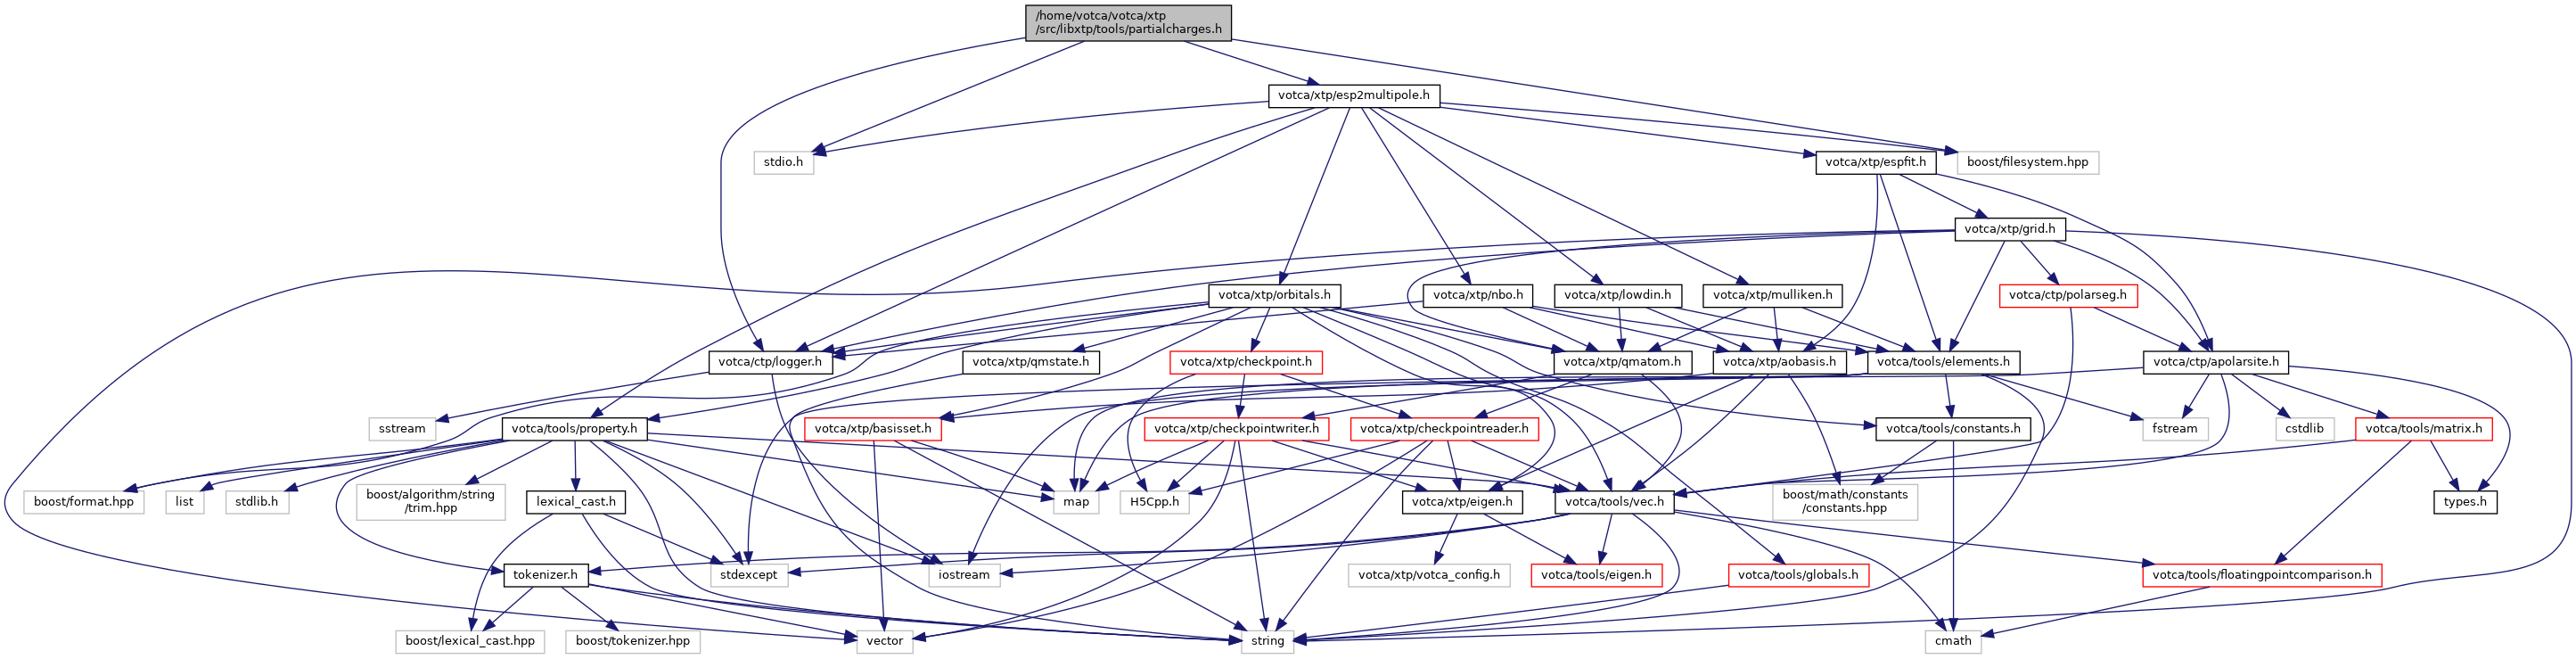 /home/votca/votca/xtp
/src/libxtp/tools/partialcharges.h
votca/xtp/esp2multipole.h
stdio.h
votca/xtp/espfit.h
boost/filesystem.hpp
votca/xtp/grid.h
votca/xtp/orbitals.h
votca/xtp/nbo.h
votca/xtp/lowdin.h
votca/xtp/mulliken.h
votca/ctp/polarseg.h
votca/ctp/logger.h
votca/xtp/qmstate.h
votca/xtp/checkpoint.h
votca/xtp/qmatom.h
votca/xtp/aobasis.h
votca/tools/elements.h
votca/ctp/apolarsite.h
sstream
votca/tools/property.h
votca/xtp/basisset.h
votca/xtp/checkpointwriter.h
votca/xtp/checkpointreader.h
votca/tools/constants.h
fstream
cstdlib
votca/tools/matrix.h
boost/format.hpp
list
stdlib.h
boost/algorithm/string
/trim.hpp
lexical_cast.h
map
H5Cpp.h
votca/xtp/eigen.h
votca/tools/vec.h
boost/math/constants
/constants.hpp
types.h
tokenizer.h
stdexcept
iostream
votca/xtp/votca_config.h
votca/tools/eigen.h
votca/tools/globals.h
votca/tools/floatingpointcomparison.h
boost/lexical_cast.hpp
boost/tokenizer.hpp
vector
string
cmath